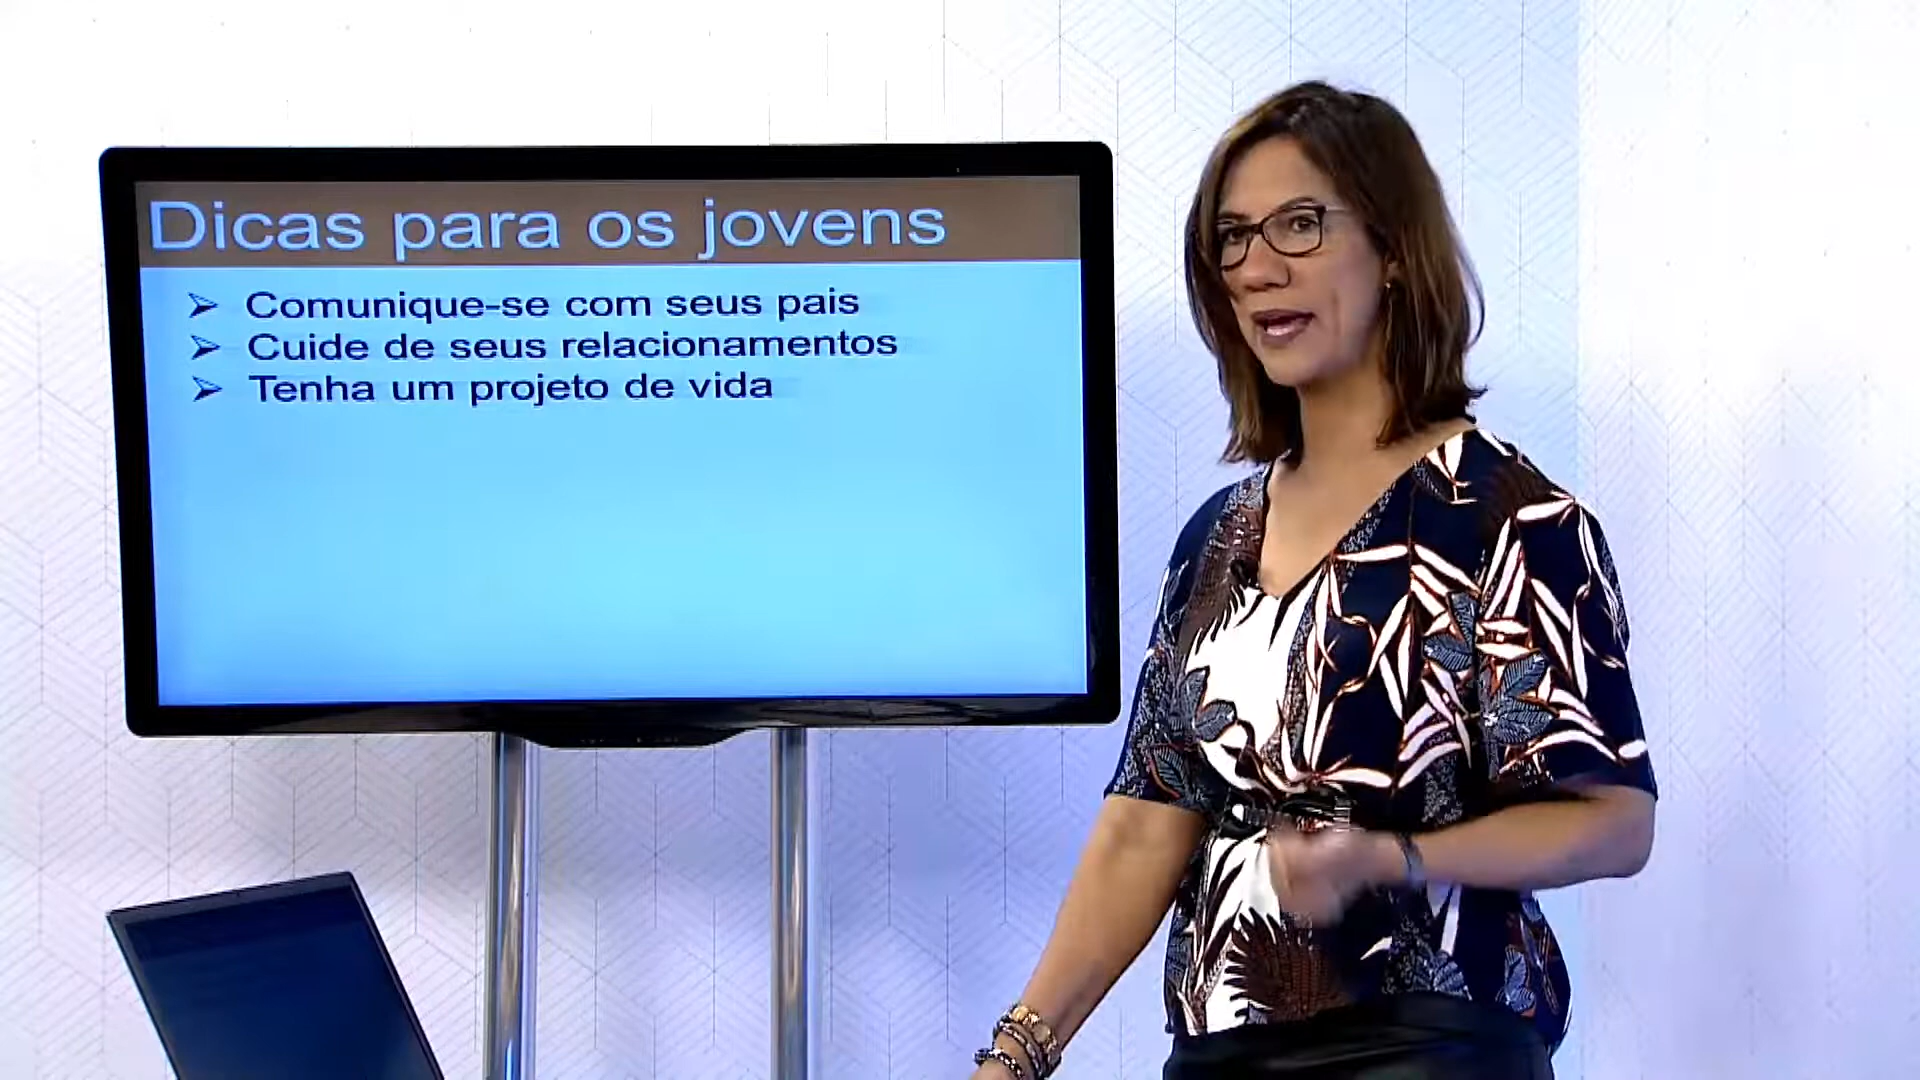 Dicas para os jovens
Comunique-se com seus pais
Cuide de seus relacionamentos
Tenha um projeto de vida